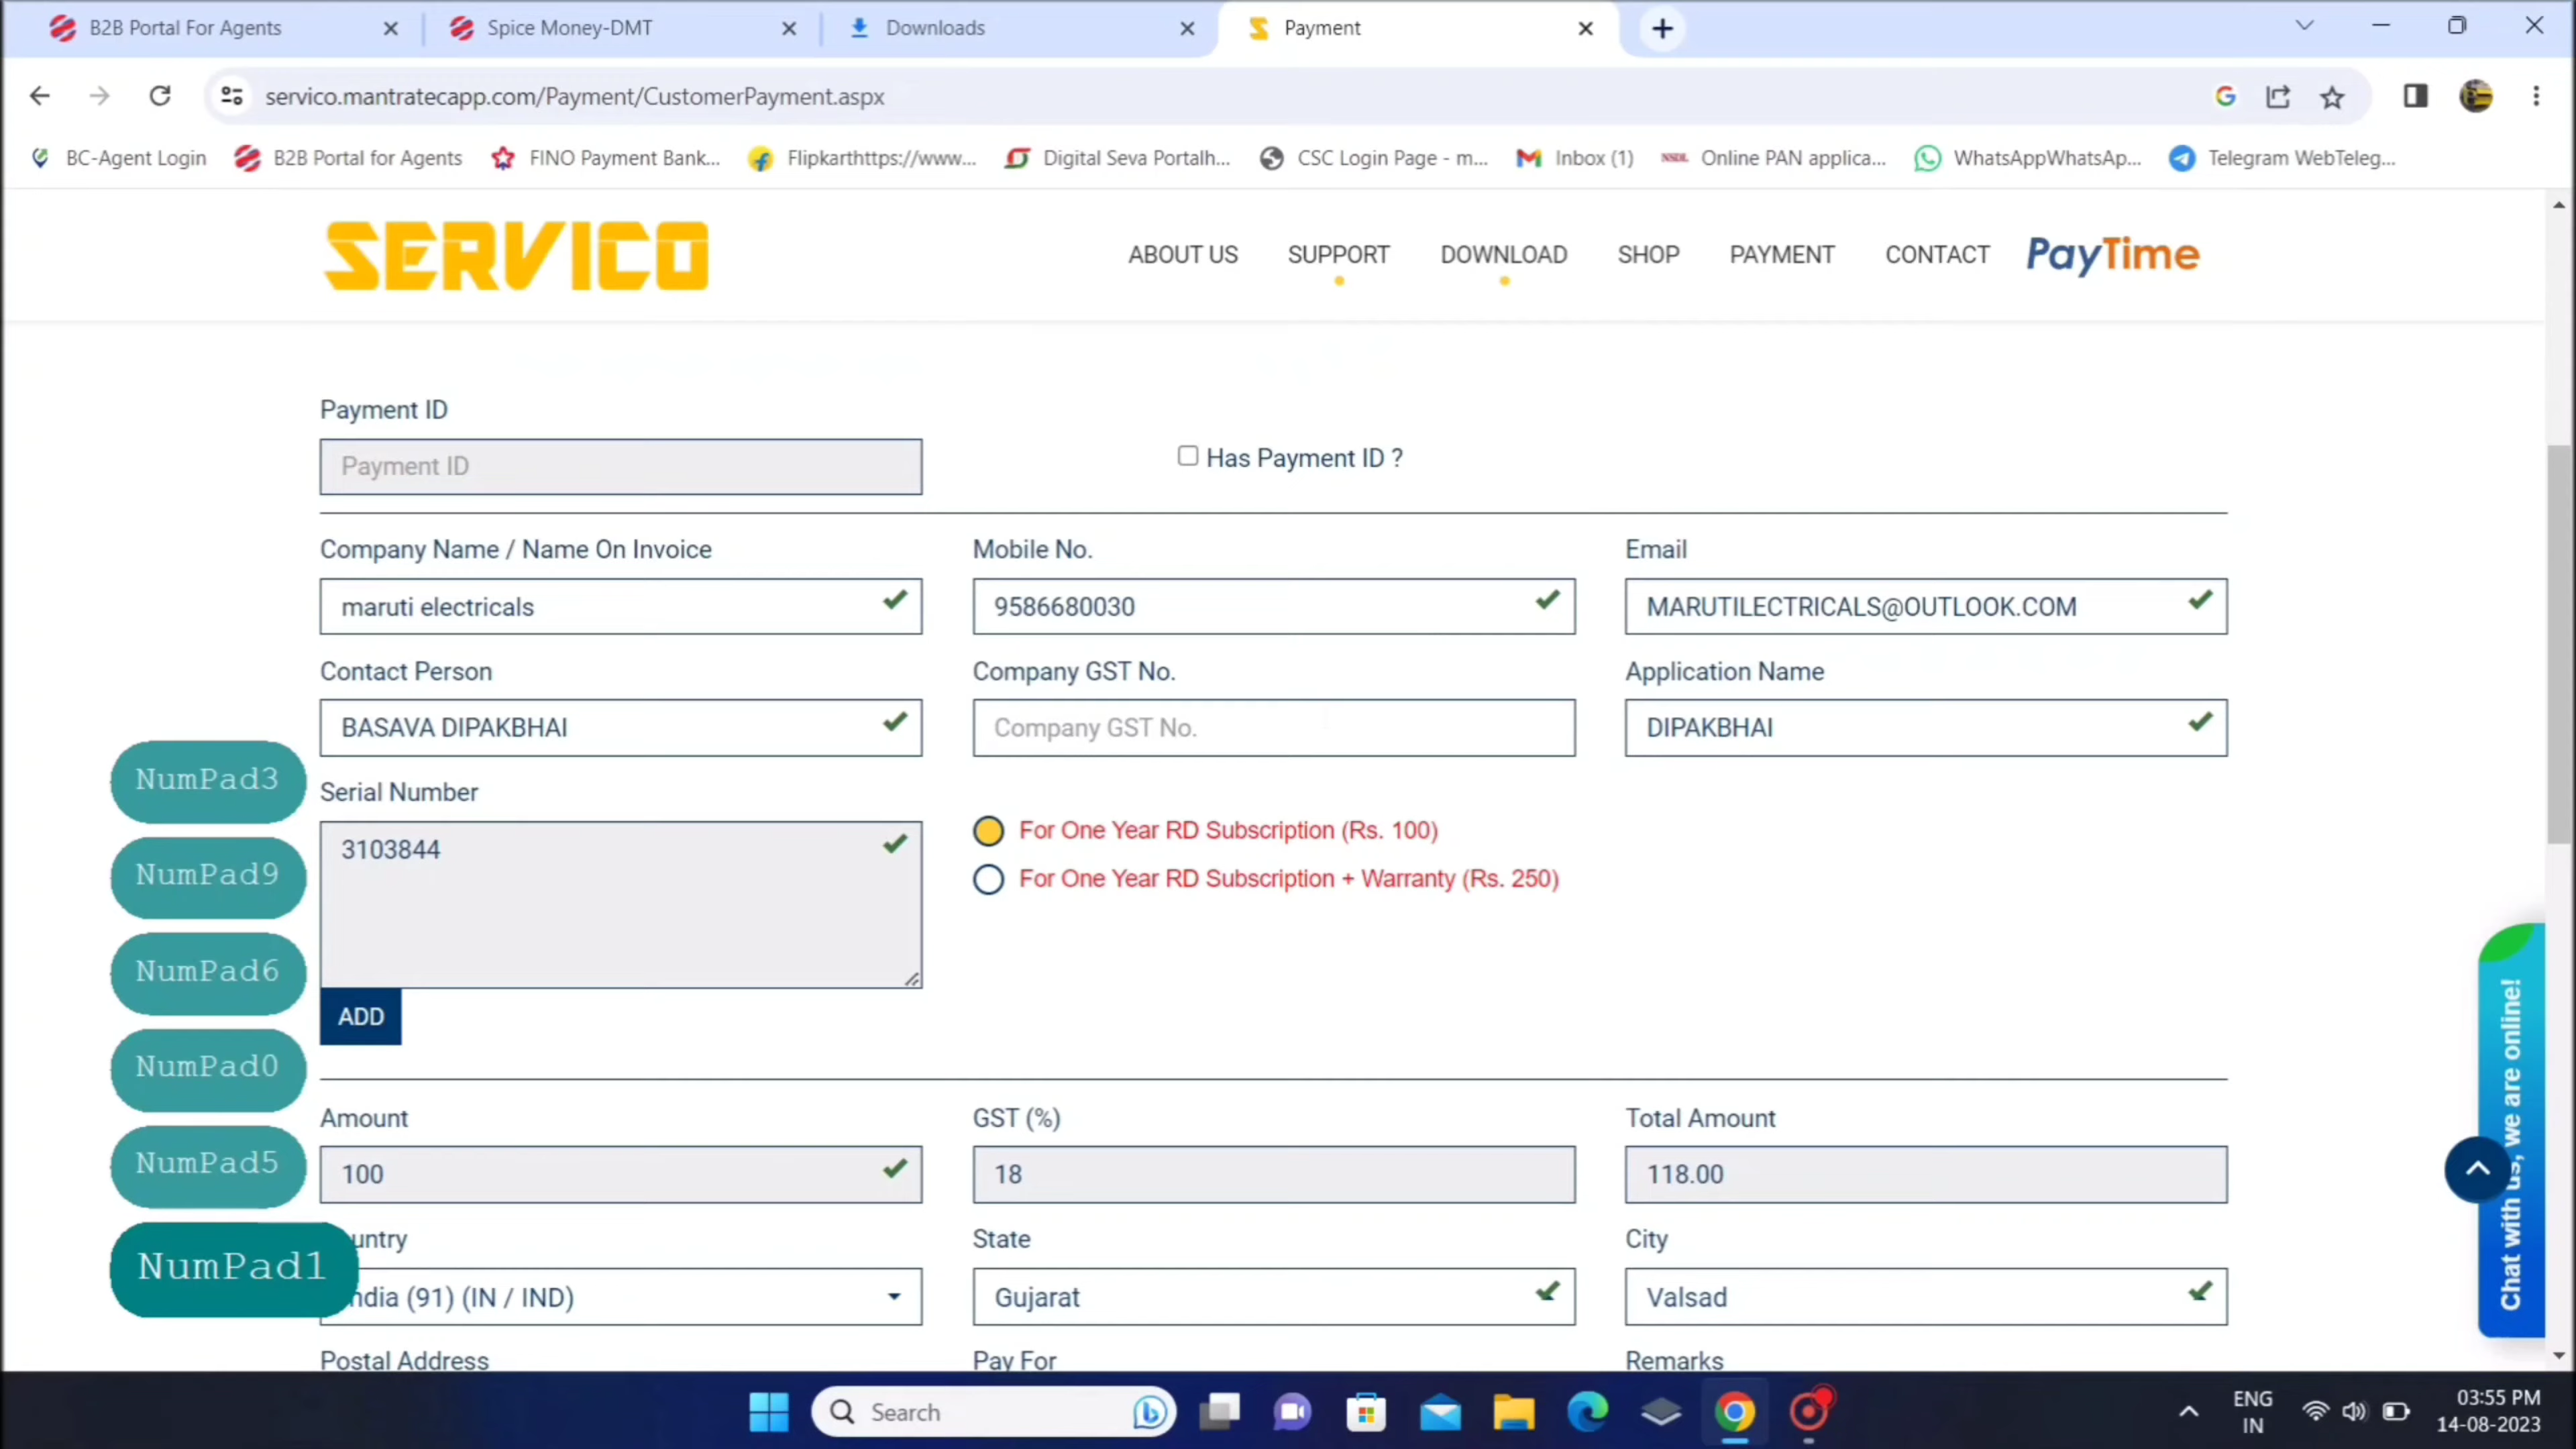 B2B Portal For Agents
Spice Money-DMT
Downloads
Payment
servico.mantratecapp.com/Payment/CustomerPayment.aspx
BC-Agent Login
B2B Portal for Agents
FINO Payment Bank...
Flipkarthttps://www...
Digital Seva Portalh...
CSC Login Page - m...
Inbox (1)
NSDL
Online PAN applica...
WhatsAppWhatsAp...
Telegram WebTeleg...
SERVICO
ABOUT US
SUPPORT
DOWNLOAD
SHOP
PAYMENT
CONTACT
PayTime
Payment ID
Payment ID
Has Payment ID ?
Company Name / Name On Invoice
Mobile No.
Email
maruti electricals
9586680030
MARUTILECTRICALS@OUTLOOK.COM
Contact Person
Company GST No.
Application Name
BASAVA DIPAKBHAI
Company GST No.
DIPAKBHAI
NumPad3
NumPad9
NumPad6
NumPad0
NumPad5
NumPad1
Serial Number
3103844
For One Year RD Subscription (Rs. 100)
For One Year RD Subscription + Warranty (Rs. 250)
ADD
Amount
GST (%)
Total Amount
100
18
118.00
untry
State
City
ndia (91) (IN / IND)
Gujarat
Valsad
Postal Address
Pay For
Remarks
Chat with us, we are online!
Search
ENG
IN
03:55 PM
14-08-2023